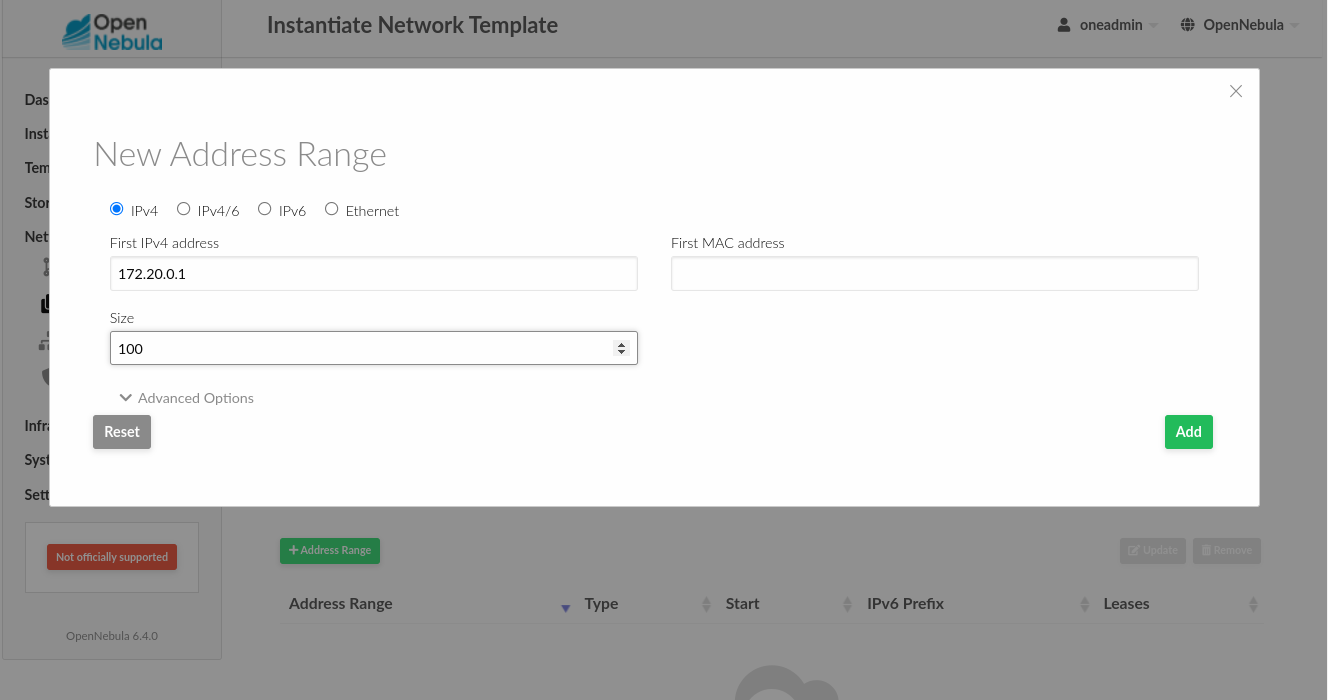 Open
Nebula
Instantiate Network Template
oneadmin
OpenNebula
Das
Inst
Tem
Stor
Net
New Address Range
IPv4
IPv4/6
IPv6
Ethernet
First IPv4 address
First MAC address
172.20.0.1
Size
100
Advanced Options
Reset
Add
Infra
Syst
Sett
Not officially supported
Address Range
Update
Remove
Address Range
Type
Start
IPv6 Prefix
Leases
OpenNebula 6.4.0